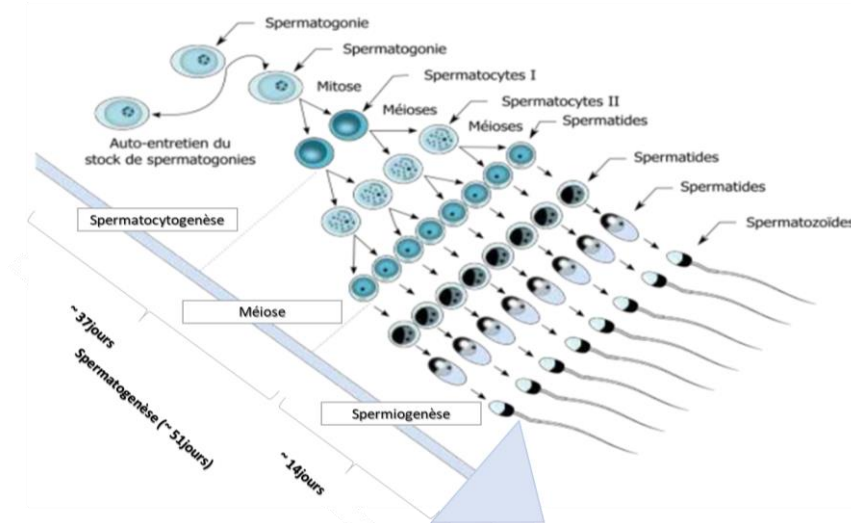 Spermatogonie
Spermatogonie
Mitose
Spermatocytes I
Méioses
Spermatocytes II
Méioses
Spermatides
Auto-entretien du
stock de spermatogonies
Spermatides
Spermatides
Spermatozoïdes
Spermatocytogenèse
Méiose
~ 37jours
Spermatogenèse (~ 51jours)
Spermiogenèse
~ 14jours